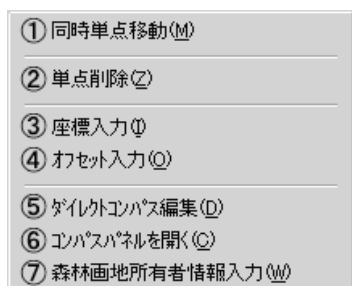 ①同時単点移動(M)
②単点削除(Z)
③座標入力(I)
④ｵﾌｾｯﾄ入力(O)
⑤ﾀﾞｲﾚｸﾄｺﾝﾊﾟｽ編集(D)
⑥ｺﾝﾊﾟｽﾊﾟﾈﾙを開く(C)
⑦森林画地所有者情報入力(W)